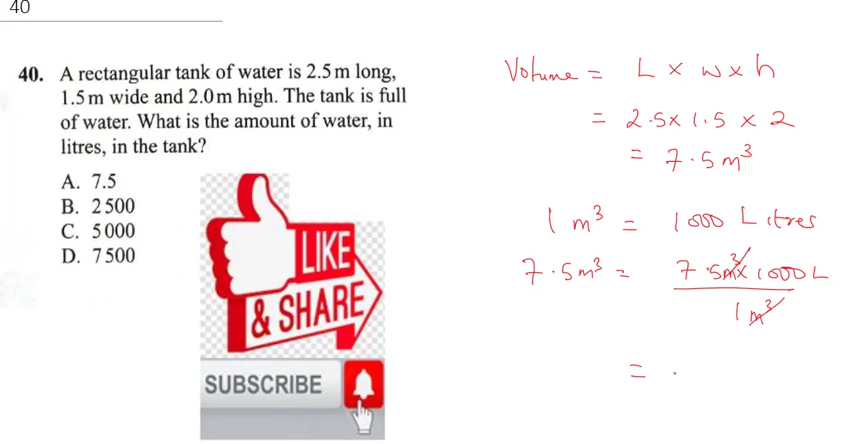 40
40. A rectangular tank of water is 2.5 m long,
1.5 m wide and 2.0 m high. The tank is full
of water. What is the amount of water, in
litres, in the tank?
A. 7.5
B. 2 500
C. 5 000
D. 7 500
LIKE
& SHARE
SUBSCRIBE
Volume = L × w × h
= 2.5 × 1.5 × 2
= 7.5 m³
1 m³ = 1000 Litres
7.5 m³ = 7.5 m³ × 1000 L
1 m³
=